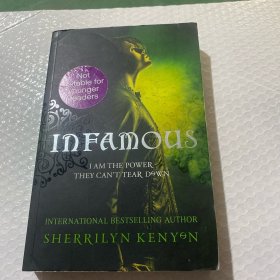 Not
suitable for
younger
readers
INFAMOUS
I AM THE POWER
THEY CAN'T TEAR DOWN
INTERNATIONAL BESTSELLING AUTHOR
SHERRILYN KENYON